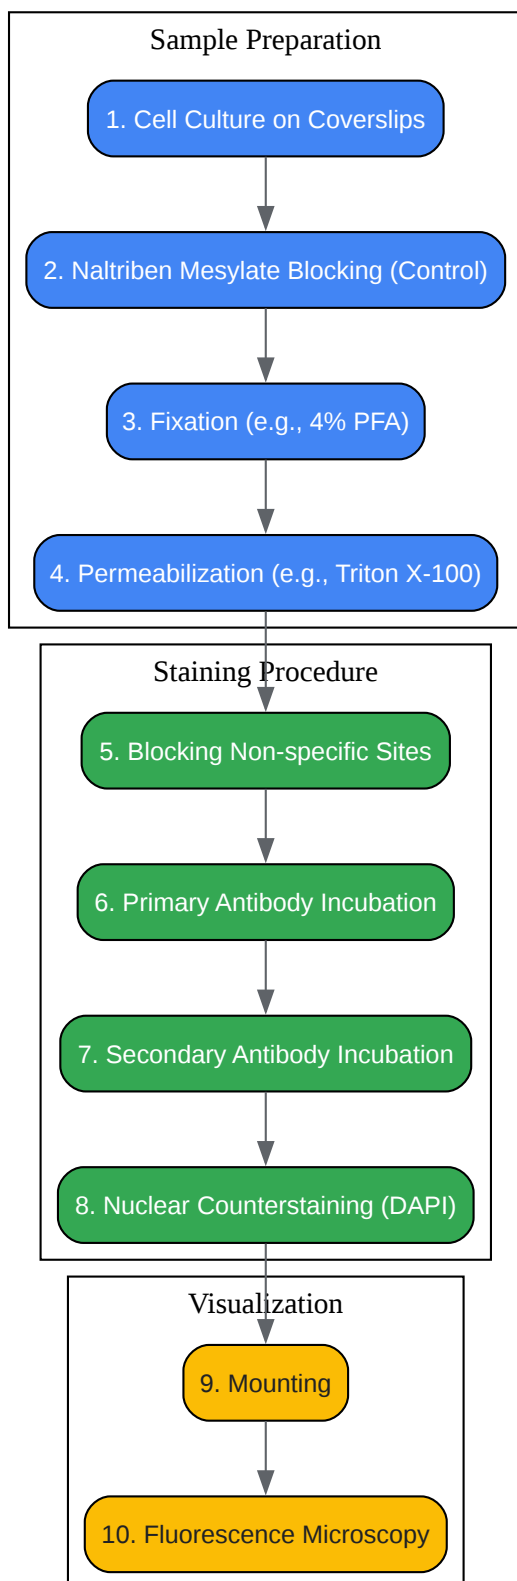 Sample Preparation
1. Cell Culture on Coverslips
2. Naltriben Mesylate Blocking (Control)
3. Fixation (e.g., 4% PFA)
4. Permeabilization (e.g., Triton X-100)
Staining Procedure
5. Blocking Non-specific Sites
6. Primary Antibody Incubation
7. Secondary Antibody Incubation
8. Nuclear Counterstaining (DAPI)
Visualization
9. Mounting
10. Fluorescence Microscopy